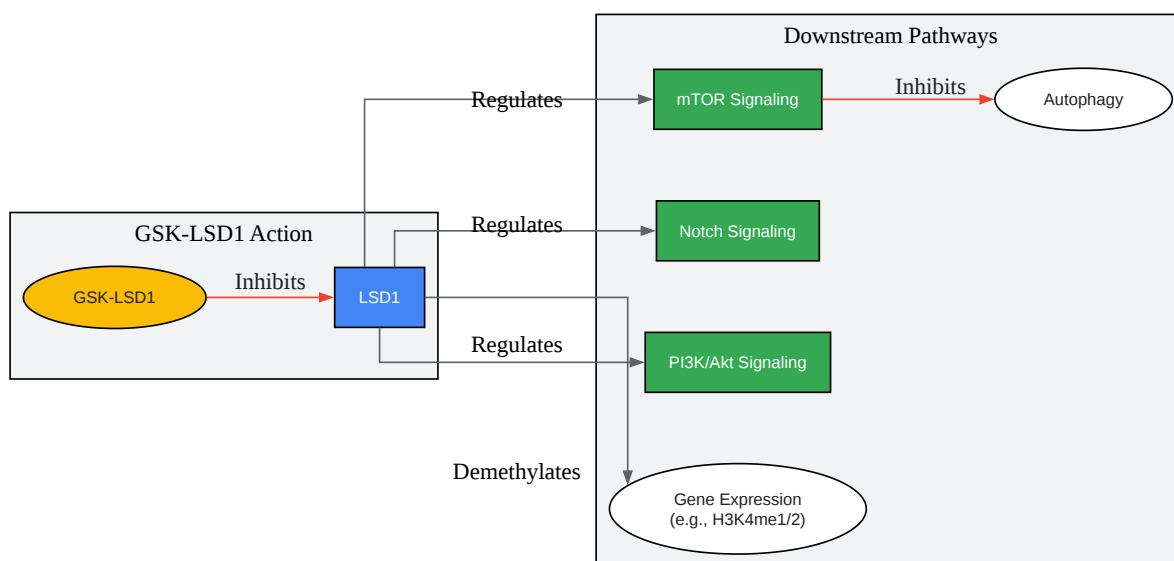 Downstream Pathways
Regulates
mTOR Signaling
Inhibits
Autophagy
GSK-LSD1 Action
Regulates
Notch Signaling
GSK-LSD1
Inhibits
LSD1
Regulates
PI3K/Akt Signaling
Demethylates
Gene Expression
(e.g., H3K4me1/2)